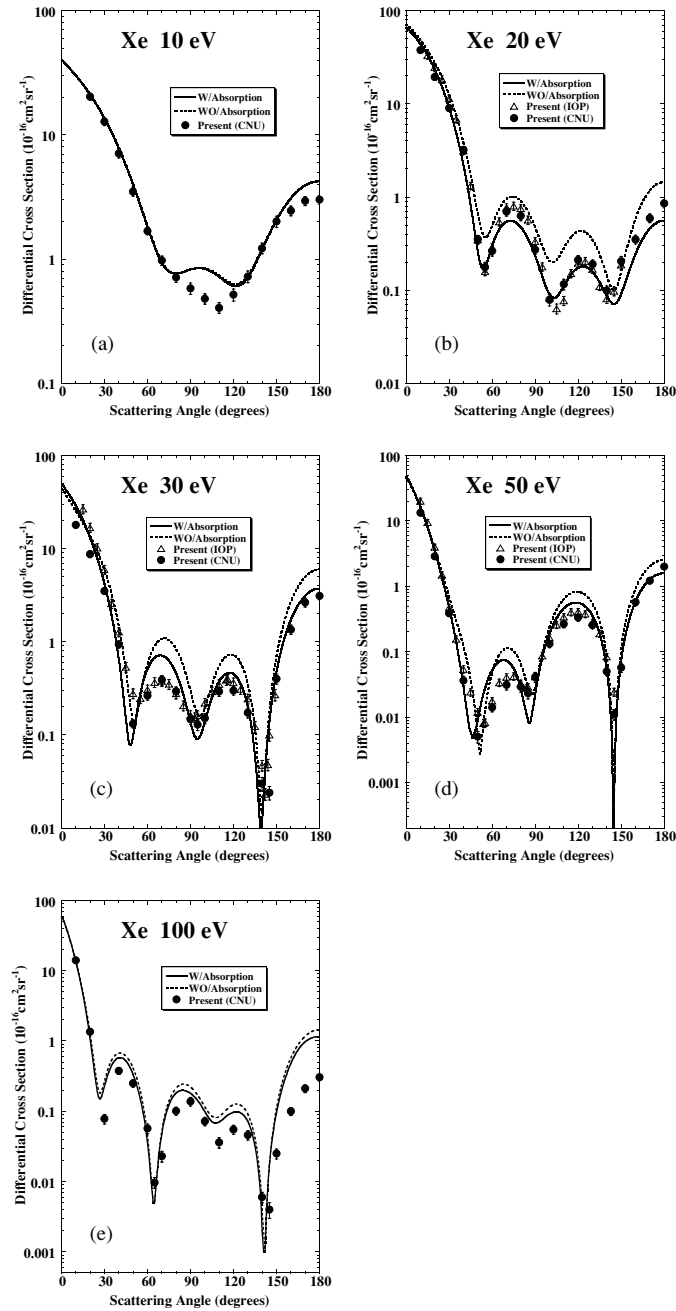 Xe 10 eV
W/Absorption
WO/Absorption
Present (CNU)
Differential Cross Section (10⁻¹⁶cm²sr⁻¹)
100
10
1
0.1
(a)
0 30 60 90 120 150 180
Scattering Angle (degrees)
Xe 20 eV
W/Absorption
WO/Absorption
Present (IOP)
Present (CNU)
Differential Cross Section (10⁻¹⁶cm²sr⁻¹)
100
10
1
0.1
0.01
(b)
0 30 60 90 120 150 180
Scattering Angle (degrees)
Xe 30 eV
W/Absorption
WO/Absorption
Present (IOP)
Present (CNU)
Differential Cross Section (10⁻¹⁶cm²sr⁻¹)
100
10
1
0.1
0.01
(c)
0 30 60 90 120 150 180
Scattering Angle (degrees)
Xe 50 eV
W/Absorption
WO/Absorption
Present (IOP)
Present (CNU)
Differential Cross Section (10⁻¹⁶cm²sr⁻¹)
100
10
1
0.1
0.01
0.001
(d)
0 30 60 90 120 150 180
Scattering Angle (degrees)
Xe 100 eV
W/Absorption
WO/Absorption
Present (CNU)
Differential Cross Section (10⁻¹⁶cm²sr⁻¹)
100
10
1
0.1
0.01
0.001
(e)
0 30 60 90 120 150 180
Scattering Angle (degrees)